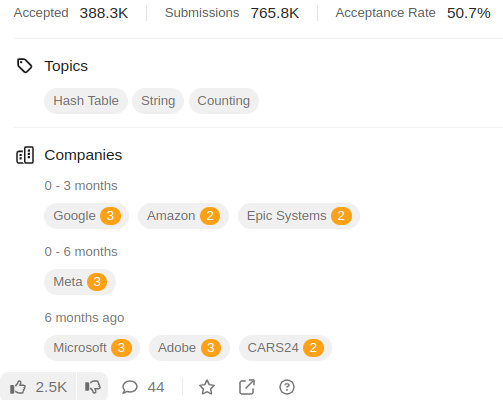 Accepted 388.3K Submissions 765.8K Acceptance Rate 50.7%
Topics
Hash Table String Counting
Companies
0 - 3 months
Google 3 Amazon 2 Epic Systems 2
0 - 6 months
Meta 3
6 months ago
Microsoft 3 Adobe 3 CARS24 2
2.5K 44